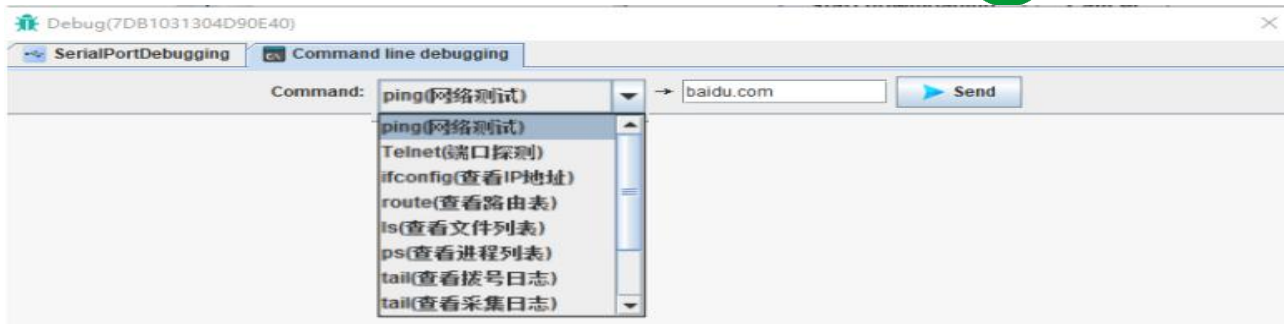 Debug(7DB1031304D90E40)
SerialPortDebugging Command line debugging
Command: ping(网络测试) → baidu.com Send
ping(网络测试)
Telnet(端口探测)
ifconfig(查看IP地址)
route(查看路由表)
ls(查看文件列表)
ps(查看进程列表)
tail(查看拨号日志)
tail(查看采集日志)